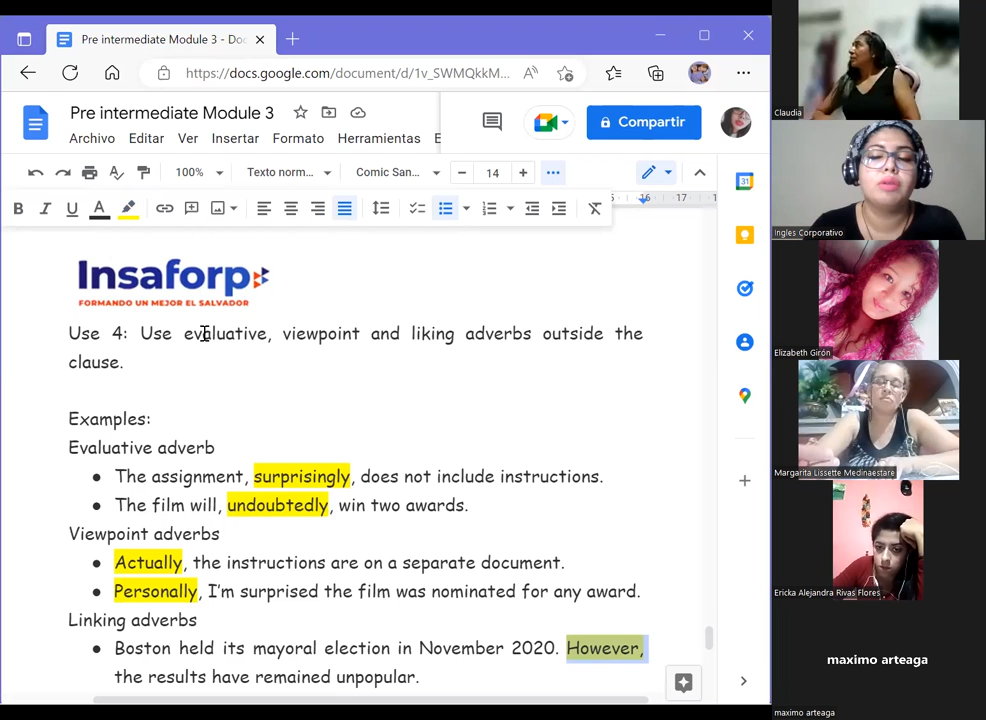 Pre intermediate Module 3 - Doc
https://docs.google.com/document/d/1v_SWMQkkM...
Pre intermediate Module 3
Compartir
Archivo Editar Ver Insertar Formato Herramientas E
100% Texto norm... Comic San... 14
15 16 17 1
Insaforp
FORMANDO UN MEJOR EL SALVADOR
Use 4: Use evaluative, viewpoint and liking adverbs outside the
clause.
Examples:
Evaluative adverb
● The assignment, surprisingly, does not include instructions.
● The film will, undoubtedly, win two awards.
Viewpoint adverbs
● Actually, the instructions are on a separate document.
● Personally, I'm surprised the film was nominated for any award.
Linking adverbs
● Boston held its mayoral election in November 2020. However,
the results have remained unpopular.
Claudia
Ingles Corporativo
Elizabeth Girón
Margarita Lissette Medinaestare
Ericka Alejandra Rivas Flores
maximo arteaga
maximo arteaga